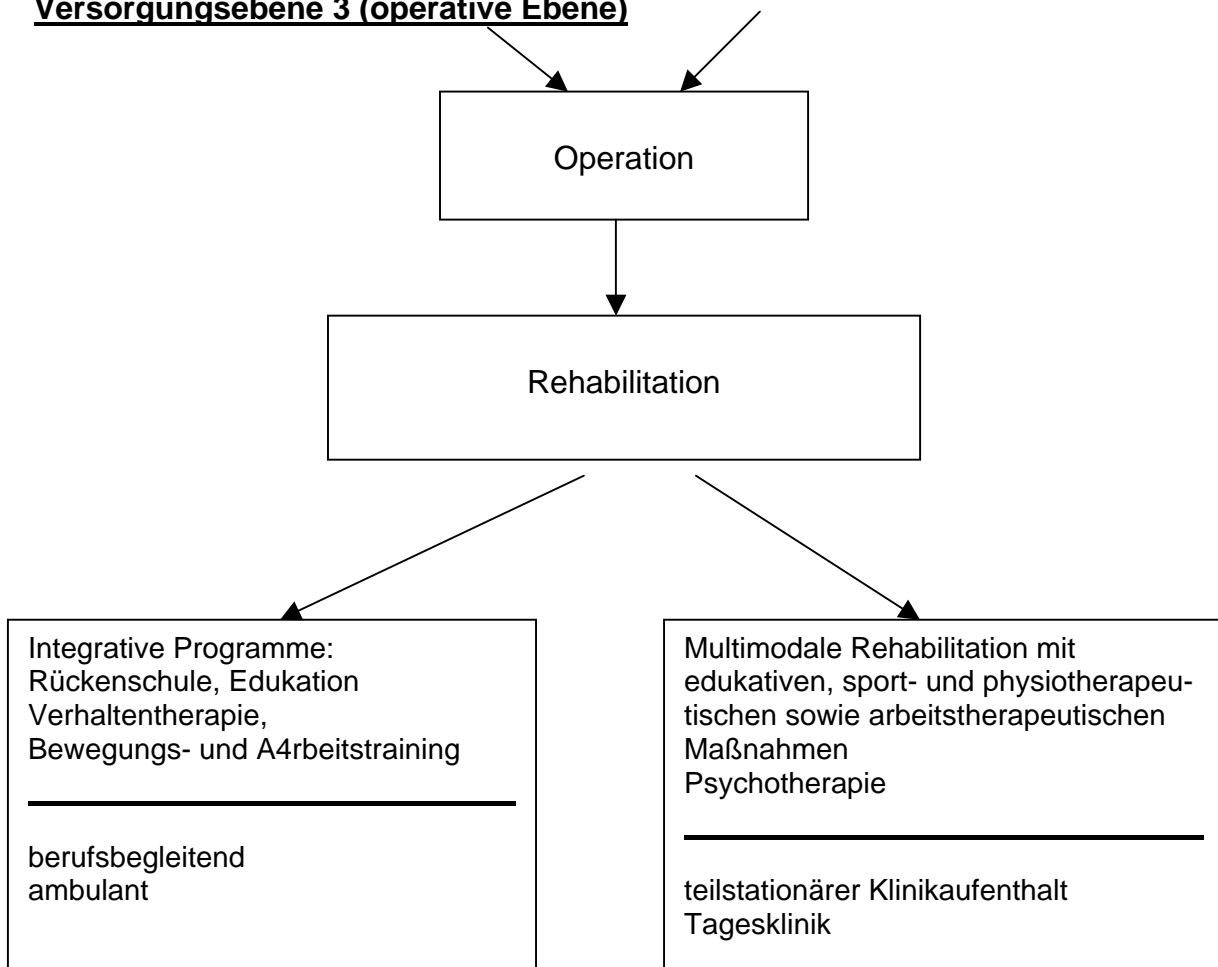 Versorgungsebene 3 (operative Ebene)
Operation
Rehabilitation
Integrative Programme:
Rückenschule, Edukation
Verhaltentherapie,
Bewegungs- und A4rbeitstraining
berufsbegleitend
ambulant
Multimodale Rehabilitation mit
edukativen, sport- und physiotherapeu-
tischen sowie arbeitstherapeutischen
Maßnahmen
Psychotherapie
teilstationärer Klinikaufenthalt
Tagesklinik